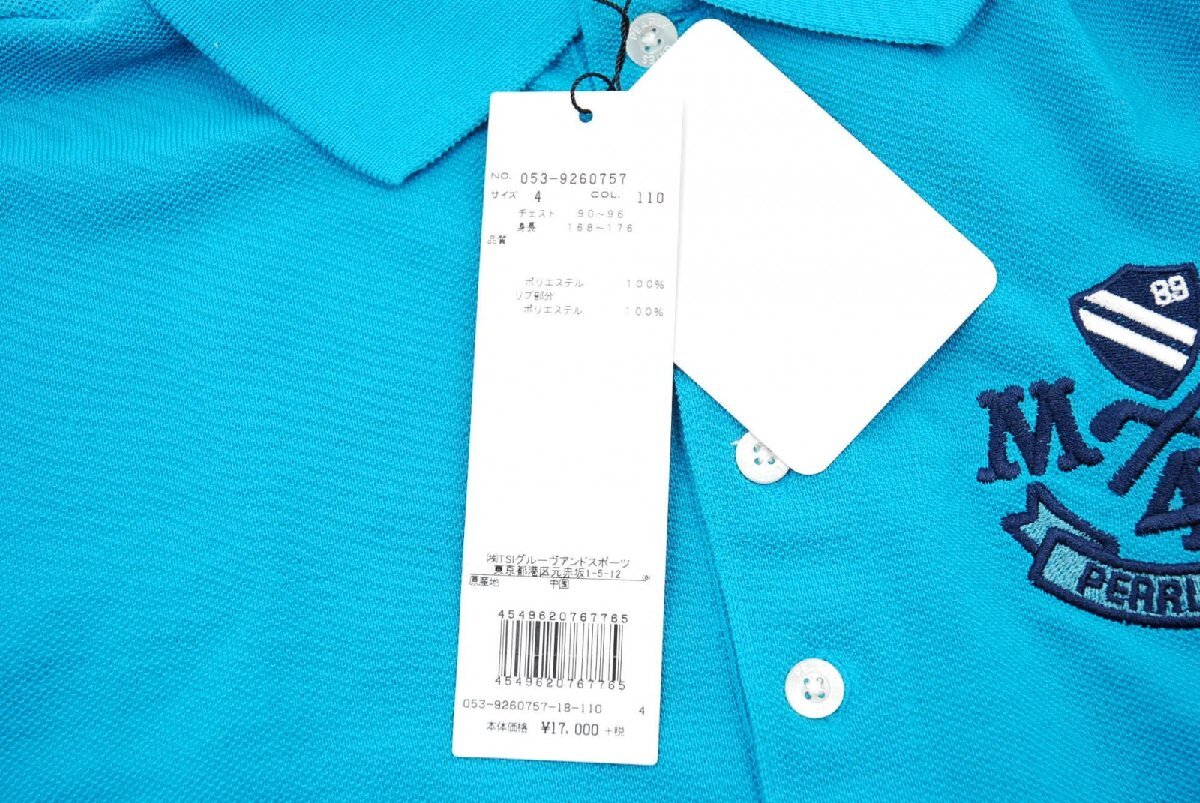 NO. 053-9260757
サイズ 4 COL. 110
チェスト 90~96
身長 168~176
品質
ポリエステル 100%
リブ部分
ポリエステル 100%
㈱TSIグルーヴアンドスポーツ
東京都港区元赤坂1-5-12
原産地 中国
4549620767765
4549620767765
053-9260757-18-110 4
本体価格 ¥17,000 +税
PEARLY
89
M
PEARL